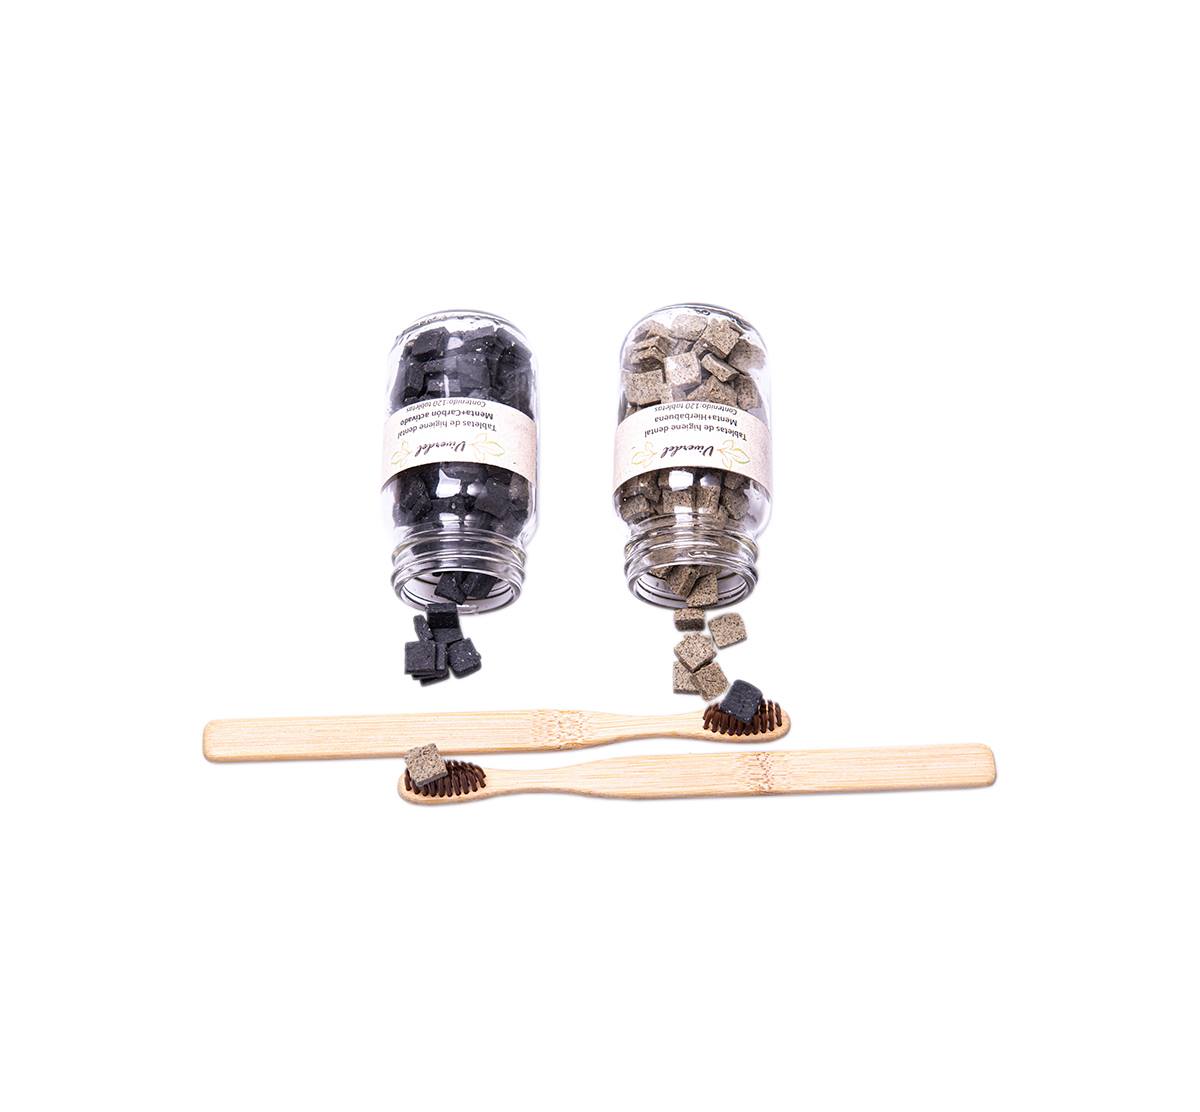 Viverdel
Tabletas de higiene dental
Menta+Carbón activado
Contenido:120 tabletas
Viverdel
Tabletas de higiene dental
Menta+Hierbabuena
Contenido:120 tabletas